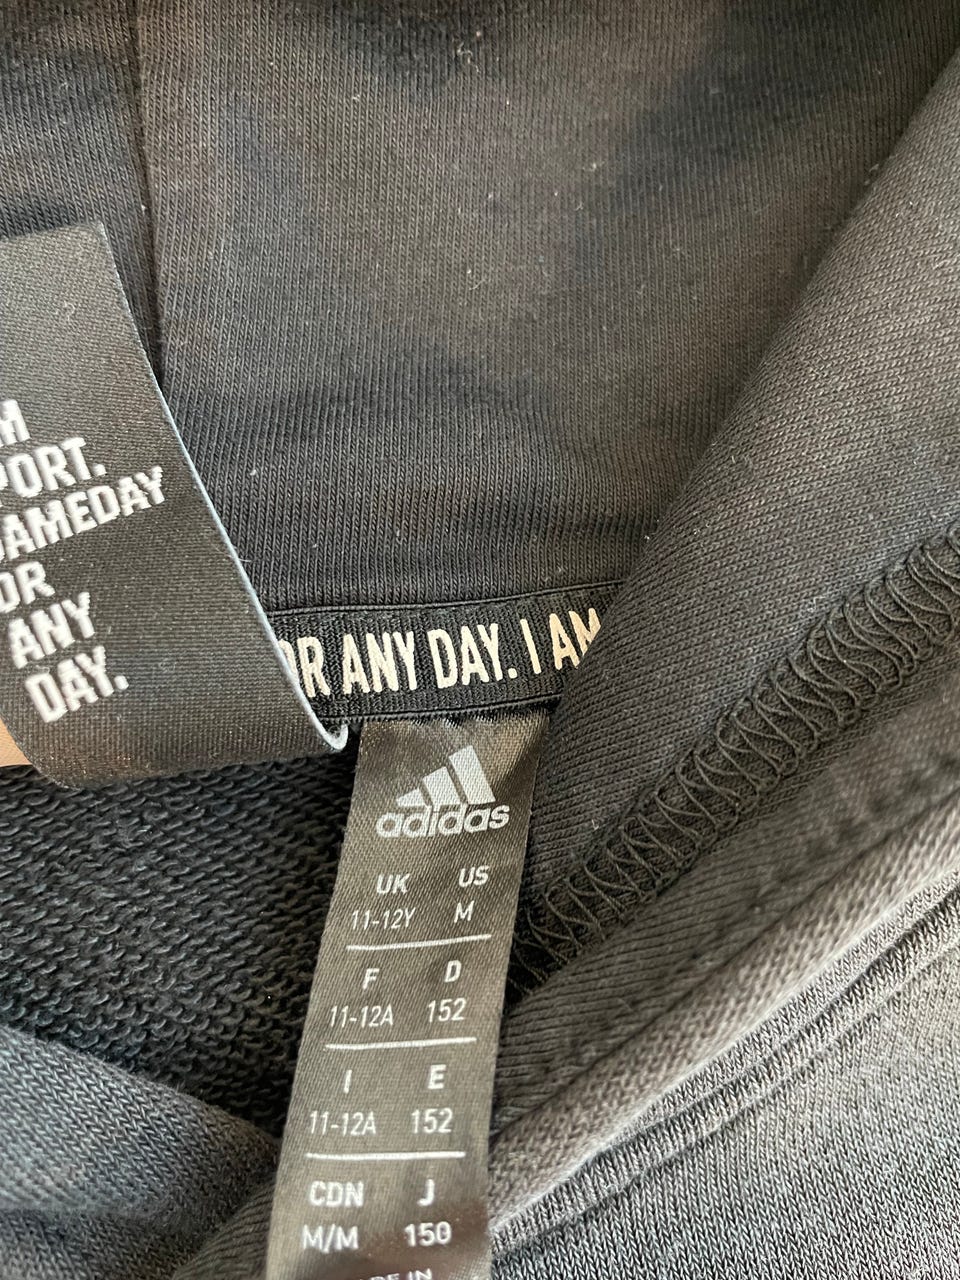 PORT.
GAMEDAY
OR
ANY
DAY.
OR ANY DAY. I AM
adidas
UK US
11-12Y M
F D
11-12A 152
I E
11-12A 152
CDN J
M/M 150
IN